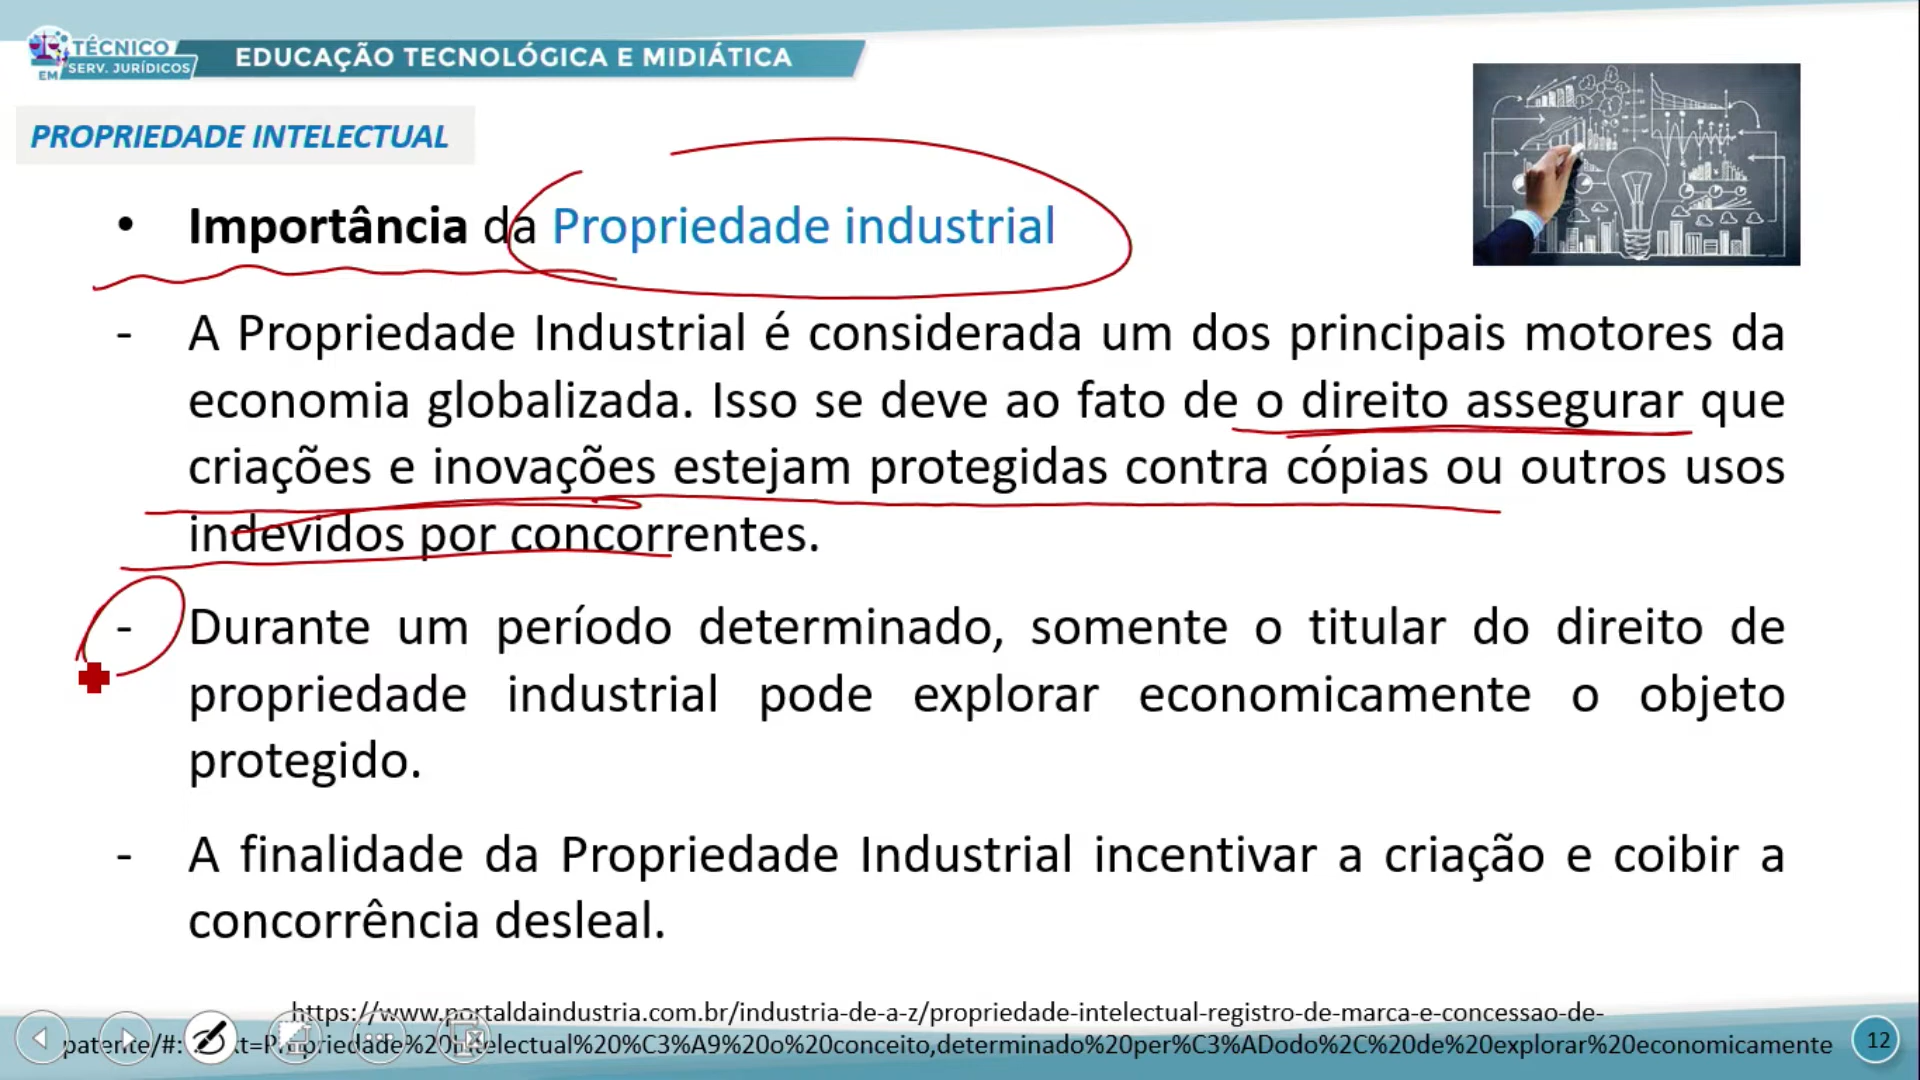 TÉCNICO
EM SERV. JURÍDICOS
EDUCAÇÃO TECNOLÓGICA E MIDIÁTICA
PROPRIEDADE INTELECTUAL
• Importância da Propriedade industrial
- A Propriedade Industrial é considerada um dos principais motores da
economia globalizada. Isso se deve ao fato de o direito assegurar que
criações e inovações estejam protegidas contra cópias ou outros usos
indevidos por concorrentes.
- Durante um período determinado, somente o titular do direito de
propriedade industrial pode explorar economicamente o objeto
protegido.
- A finalidade da Propriedade Industrial incentivar a criação e coibir a
concorrência desleal.
https://www.portaldaindustria.com.br/industria-de-a-z/propriedade-intelectual-registro-de-marca-e-concessao-de-
patente/#: xt=Propriedade%20intelectual%20%C3%A9%20o%20conceito,determinado%20per%C3%ADodo%2C%20de%20explorar%20economicamente
12